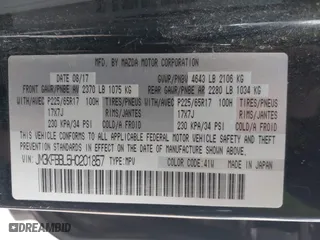 MFD. BY MAZDA MOTOR CORPORATION
DATE 08/17 GVWR/PNBV 4643 LB 2106 KG
FRONT GAWR/PNBE AV 2370 LB 1075 KG REAR GAWR/PNBE AR 2280 LB 1034 KG
WITH/AVEC P225/65R17 100H TIRES/PNEUS WITH/AVEC P225/65R17 100H TIRES/PNEUS
17X7J RIMS/JANTES 17X7J RIMS/JANTES
230 KPA/34 PSI COLD/A FROID 230 KPA/34 PSI COLD/A FROID
THIS VEHICLE CONFORMS TO ALL APPLICABLE FEDERAL MOTOR VEHICLE
SAFETY, BUMPER, AND THEFT PREVENTION STANDARDS IN EFFECT
ON THE DATE OF MANUFACTURE SHOWN ABOVE.
VIN: JM3KFBBL8H0201857 TYPE: MPV COLOR: 41W MADE IN JAPAN